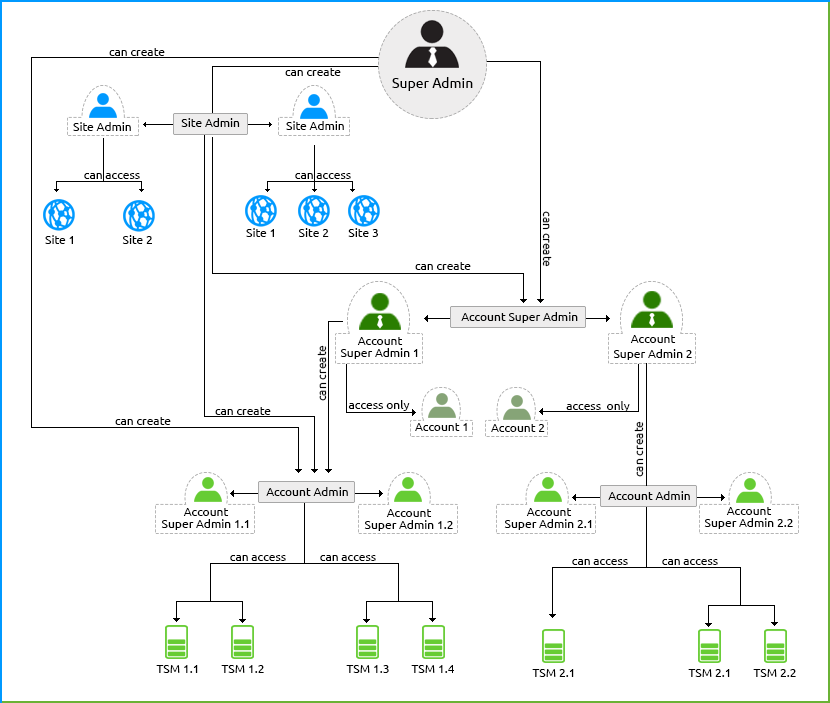 can create
can create
Super Admin
Site Admin
Site Admin
Site Admin
can access
can access
Site 1
Site 2
Site 1
Site 2
Site 3
can create
can create
Account Super Admin
Account
Super Admin 1
Account
Super Admin 2
can create
access only
access  only
Account 1
Account 2
can create
can create
can create
Account Admin
Account Admin
Account
Super Admin 1.1
Account
Super Admin 1.2
Account
Super Admin 2.1
Account
Super Admin 2.2
can access
can access
can access
can access
TSM 1.1
TSM 1.2
TSM 1.3
TSM 1.4
TSM 2.1
TSM 2.1
TSM 2.2